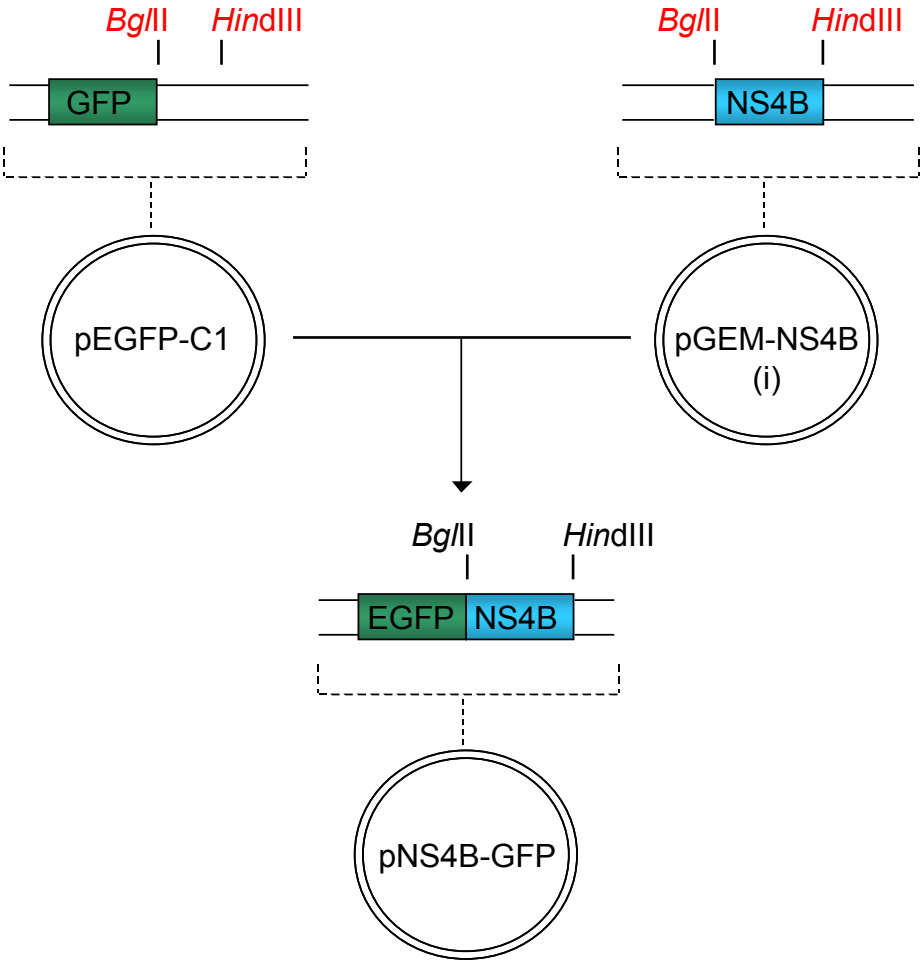 BglII HindIII
BglII HindIII
GFP
NS4B
pEGFP-C1
pGEM-NS4B
(i)
BglII HindIII
EGFP NS4B
pNS4B-GFP